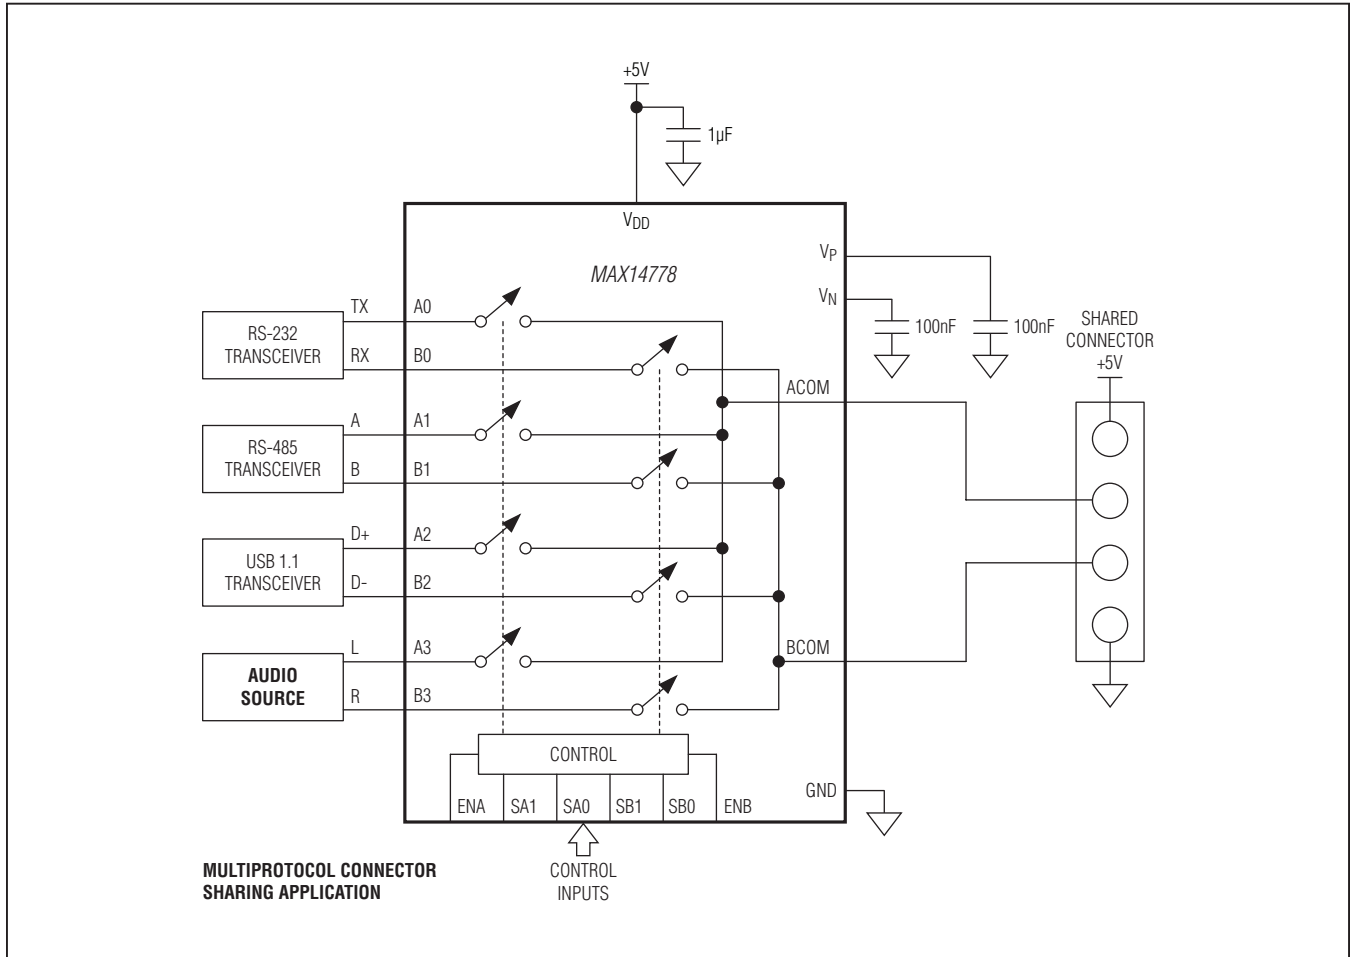 +5V
1µF
VDD
MAX14778
VP
VN
100nF
100nF
SHARED
CONNECTOR
+5V
RS-232
TRANSCEIVER
TX
RX
A0
B0
ACOM
RS-485
TRANSCEIVER
A
B
A1
B1
USB 1.1
TRANSCEIVER
D+
D-
A2
B2
AUDIO
SOURCE
L
R
A3
B3
BCOM
CONTROL
ENA
SA1
SA0
SB1
SB0
ENB
GND
CONTROL
INPUTS
MULTIPROTOCOL CONNECTOR
SHARING APPLICATION